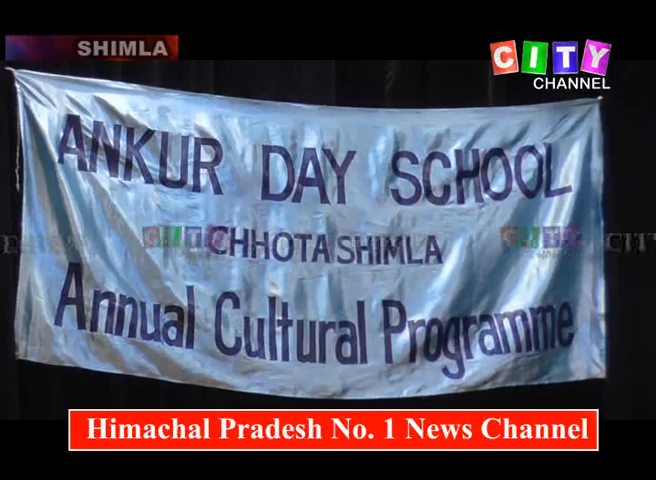 SHIMLA
CITY
CHANNEL
ANKUR DAY SCHOOL
CHHOTA SHIMLA
Annual Cultural Programme
Himachal Pradesh No. 1 News Channel